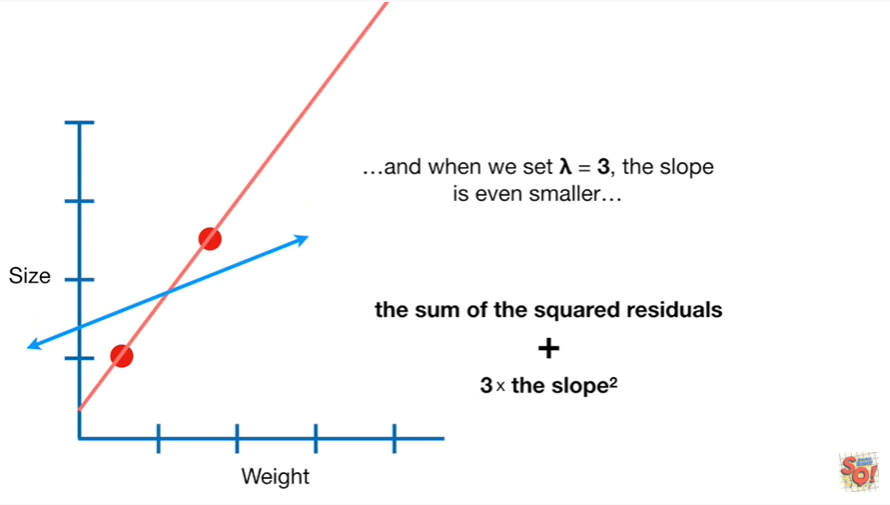 …and when we set λ = 3, the slope
is even smaller…
Size
the sum of the squared residuals
+
3 × the slope²
Weight
SQ!